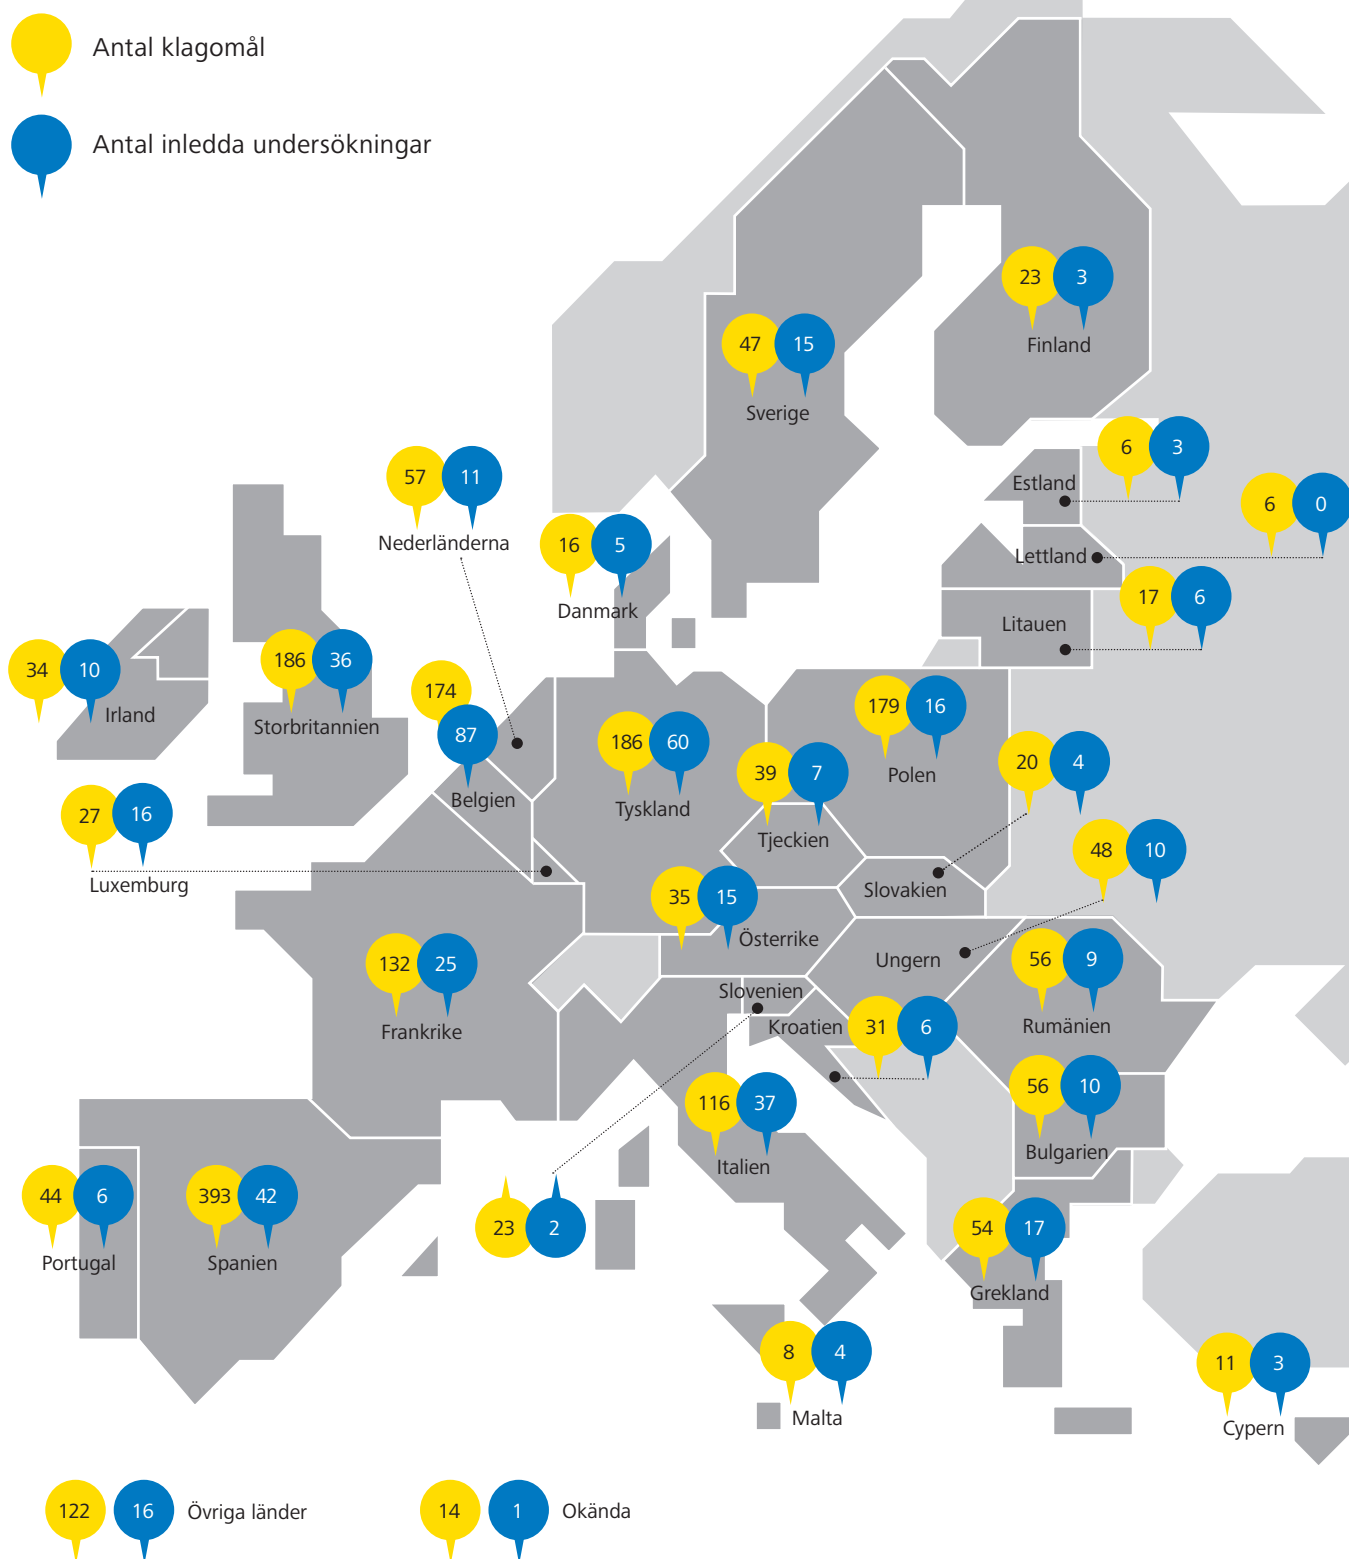 Antal klagomål
Antal inledda undersökningar
23 3
Finland
47 15
Sverige
6 3
Estland
6 0
Lettland
57 11
Nederländerna
16 5
Danmark
17 6
Litauen
34 10
Irland
186 36
Storbritannien
174
87
Belgien
186 60
Tyskland
179 16
Polen
39 7
Tjeckien
20 4
Slovakien
27 16
Luxemburg
48 10
Ungern
35 15
Österrike
132 25
Frankrike
56 9
Rumänien
Slovenien
Kroatien 31 6
116 37
Italien
56 10
Bulgarien
44 6
Portugal
393 42
Spanien
23 2
54 17
Grekland
8 4
Malta
11 3
Cypern
122 16 Övriga länder
14 1 Okända